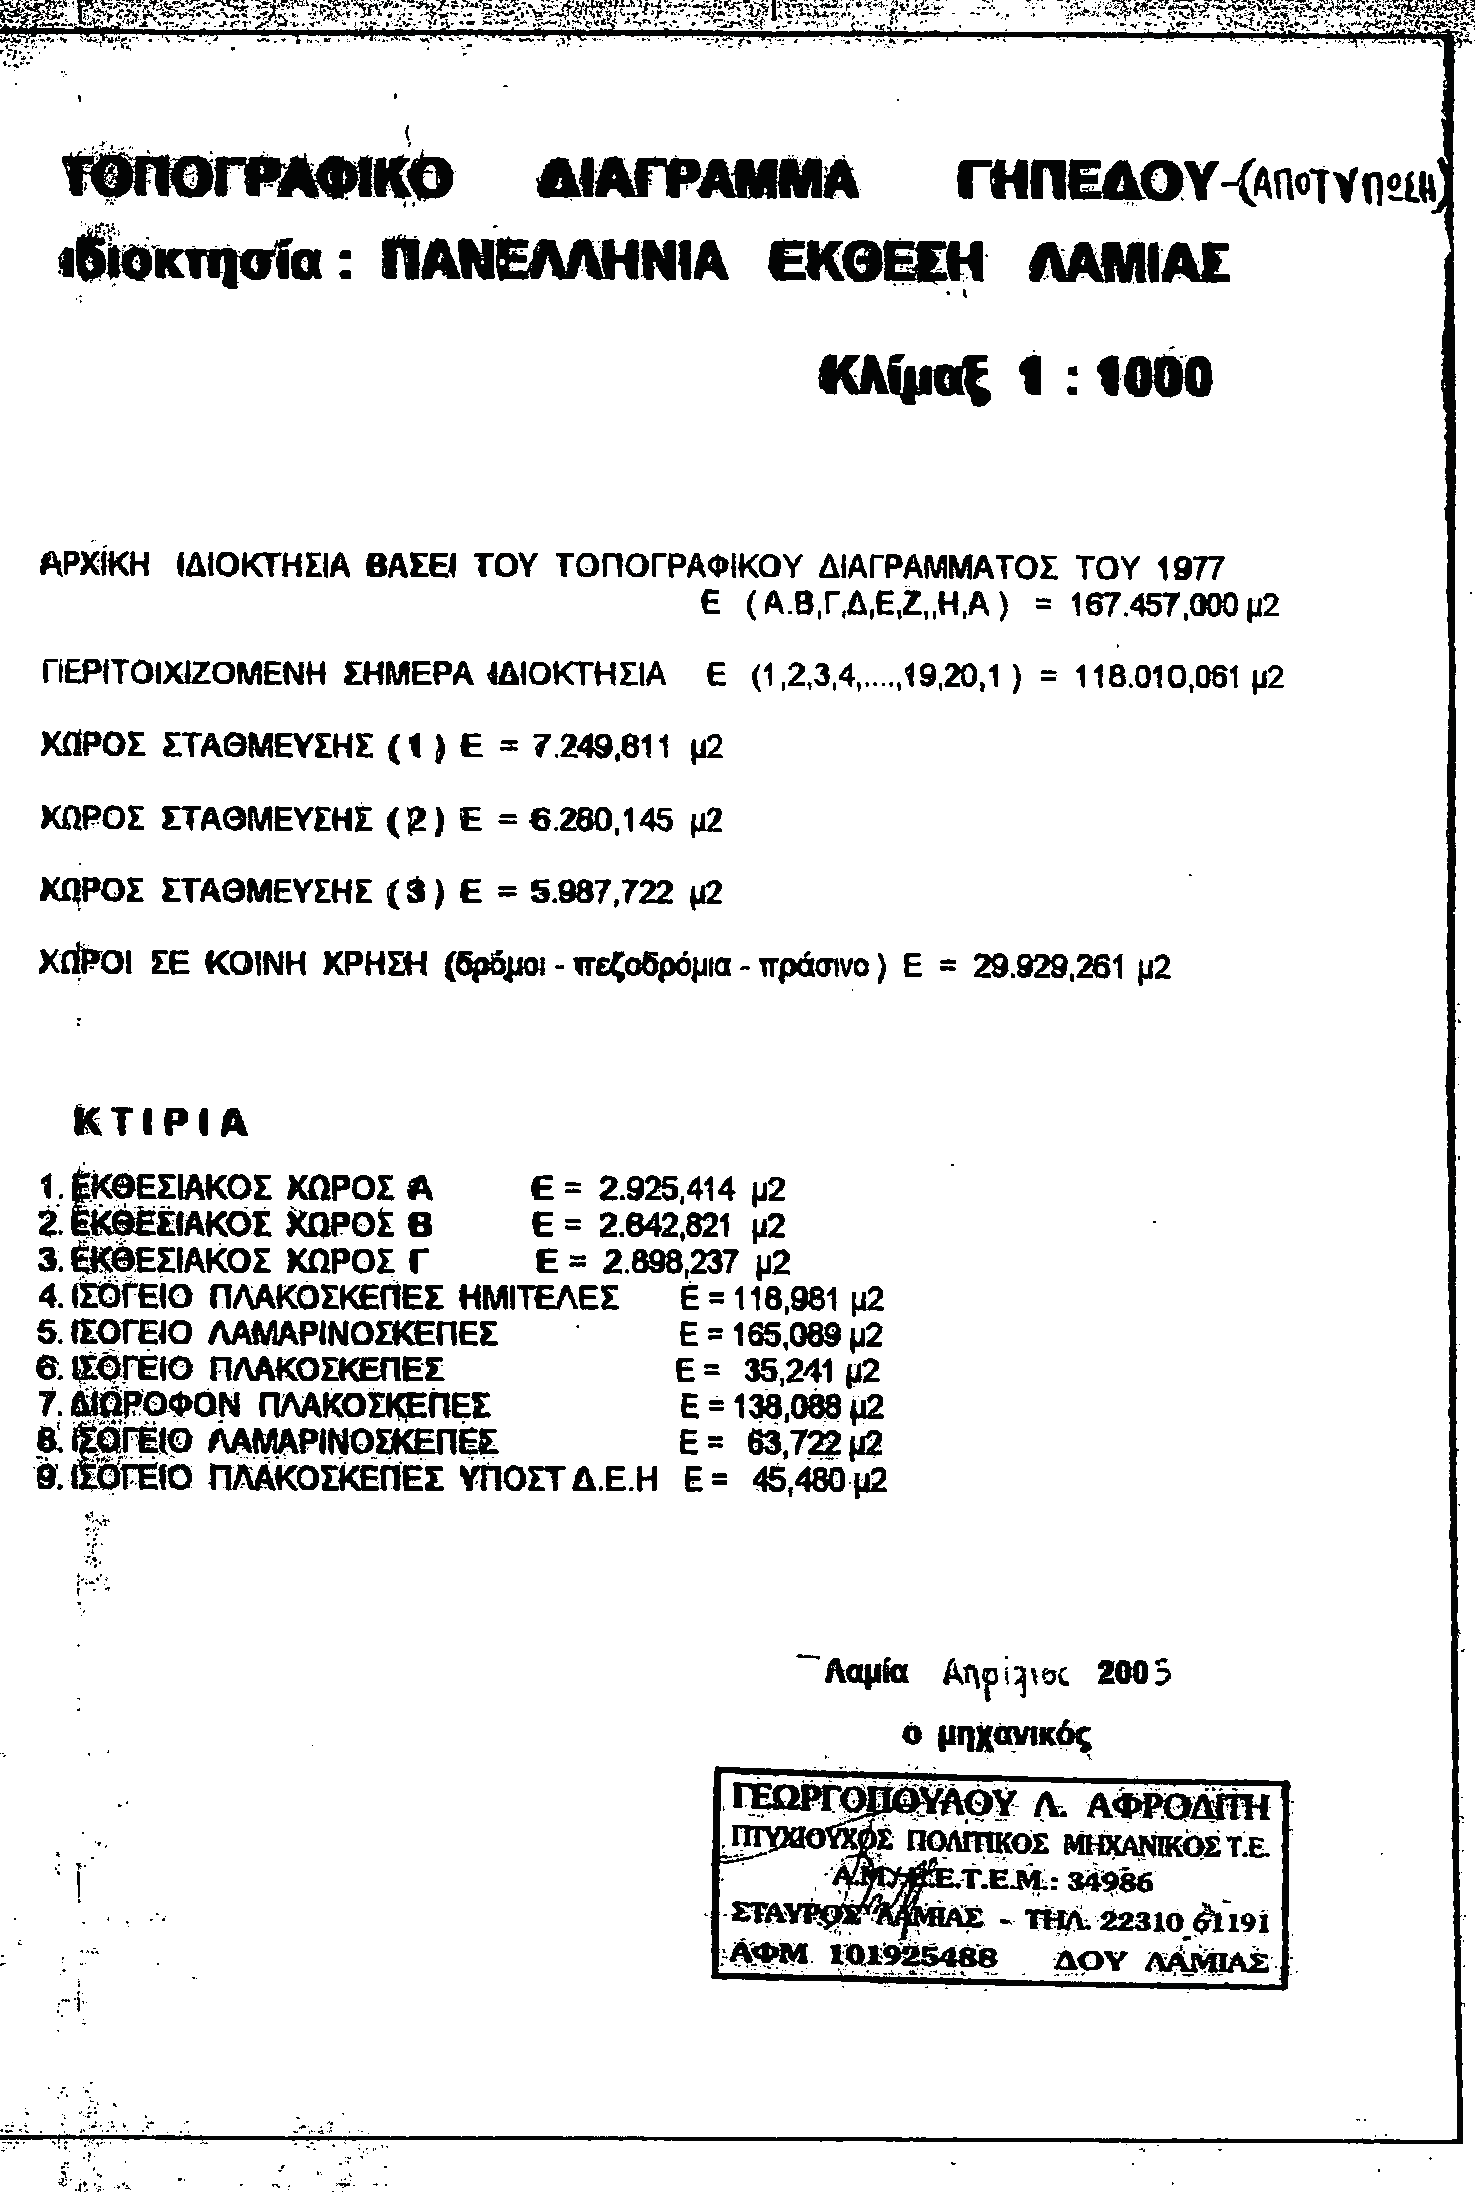 ΤΟΠΟΓΡΑΦΙΚΟ ΔΙΑΓΡΑΜΜΑ ΓΗΠΕΔΟΥ-(ΑΠΟΤΥΠΩΣΗ)
ιδιοκτησία : ΠΑΝΕΛΛΗΝΙΑ ΕΚΘΕΣΗ ΛΑΜΙΑΣ
Κλίμαξ 1 : 1000
ΑΡΧΙΚΗ ΙΔΙΟΚΤΗΣΙΑ ΒΑΣΕΙ ΤΟΥ ΤΟΠΟΓΡΑΦΙΚΟΥ ΔΙΑΓΡΑΜΜΑΤΟΣ ΤΟΥ 1977
Ε (Α.Β,Γ,Δ,Ε,Ζ,,Η,Α) = 167.457,000 μ2
ΠΕΡΙΤΟΙΧΙΖΟΜΕΝΗ ΣΗΜΕΡΑ ΙΔΙΟΚΤΗΣΙΑ Ε (1,2,3,4,....,19,20,1) = 118.010,061 μ2
ΧΩΡΟΣ ΣΤΑΘΜΕΥΣΗΣ (1) Ε = 7.249,811 μ2
ΧΩΡΟΣ ΣΤΑΘΜΕΥΣΗΣ (2) Ε = 6.280,145 μ2
ΧΩΡΟΣ ΣΤΑΘΜΕΥΣΗΣ (3) Ε = 5.987,722 μ2
ΧΩΡΟΙ ΣΕ ΚΟΙΝΗ ΧΡΗΣΗ (δρόμοι - πεζοδρόμια - πράσινο) Ε = 29.929,261 μ2
ΚΤΙΡΙΑ
1. ΕΚΘΕΣΙΑΚΟΣ ΧΩΡΟΣ Α Ε = 2.925,414 μ2
2. ΕΚΘΕΣΙΑΚΟΣ ΧΩΡΟΣ Β Ε = 2.842,821 μ2
3. ΕΚΘΕΣΙΑΚΟΣ ΧΩΡΟΣ Γ Ε = 2.898,237 μ2
4. ΙΣΟΓΕΙΟ ΠΛΑΚΟΣΚΕΠΕΣ ΗΜΙΤΕΛΕΣ Ε = 118,981 μ2
5. ΙΣΟΓΕΙΟ ΛΑΜΑΡΙΝΟΣΚΕΠΕΣ Ε = 165,089 μ2
6. ΙΣΟΓΕΙΟ ΠΛΑΚΟΣΚΕΠΕΣ Ε = 35,241 μ2
7. ΔΙΩΡΟΦΟΝ ΠΛΑΚΟΣΚΕΠΕΣ Ε = 138,088 μ2
8. ΙΣΟΓΕΙΟ ΛΑΜΑΡΙΝΟΣΚΕΠΕΣ Ε = 63,722 μ2
9. ΙΣΟΓΕΙΟ ΠΛΑΚΟΣΚΕΠΕΣ ΥΠΟΣΤ Δ.Ε.Η Ε = 45,480 μ2
Λαμία Απρίλιος 2005
ο μηχανικός
ΓΕΩΡΓΟΠΟΥΛΟΥ Λ. ΑΦΡΟΔΙΤΗ
ΠΤΥΧΙΟΥΧΟΣ ΠΟΛΙΤΙΚΟΣ ΜΗΧΑΝΙΚΟΣ Τ.Ε.
Α.Μ. Ε.Τ.Ε.Μ.: 34986
ΣΤΑΥΡΟΣ ΛΑΜΙΑΣ - ΤΗΛ. 22310 61191
ΑΦΜ 101925488 ΔΟΥ ΛΑΜΙΑΣ